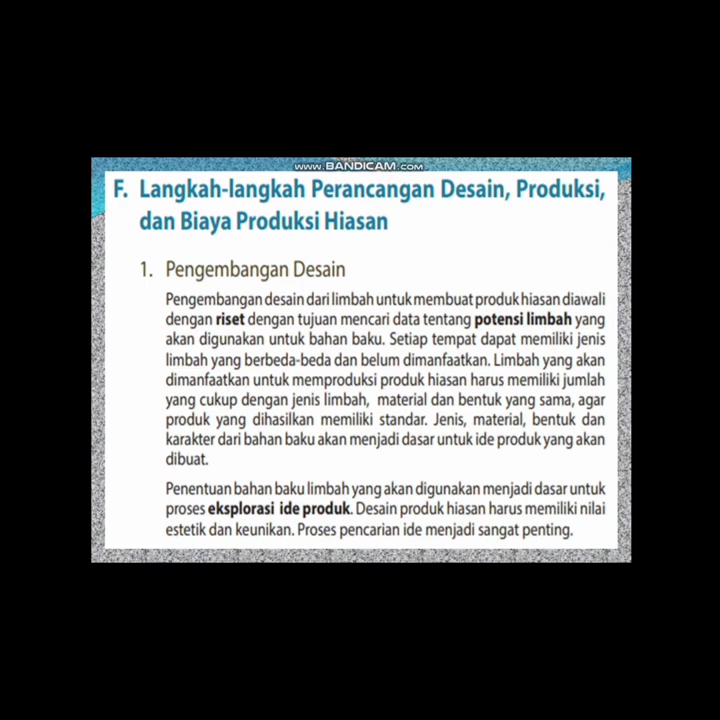 WWW.BANDICAM.COM
F. Langkah-langkah Perancangan Desain, Produksi,
dan Biaya Produksi Hiasan
1. Pengembangan Desain
Pengembangan desain dari limbah untuk membuat produk hiasan diawali
dengan riset dengan tujuan mencari data tentang potensi limbah yang
akan digunakan untuk bahan baku. Setiap tempat dapat memiliki jenis
limbah yang berbeda-beda dan belum dimanfaatkan. Limbah yang akan
dimanfaatkan untuk memproduksi produk hiasan harus memiliki jumlah
yang cukup dengan jenis limbah, material dan bentuk yang sama, agar
produk yang dihasilkan memiliki standar. Jenis, material, bentuk dan
karakter dari bahan baku akan menjadi dasar untuk ide produk yang akan
dibuat.
Penentuan bahan baku limbah yang akan digunakan menjadi dasar untuk
proses eksplorasi ide produk. Desain produk hiasan harus memiliki nilai
estetik dan keunikan. Proses pencarian ide menjadi sangat penting.